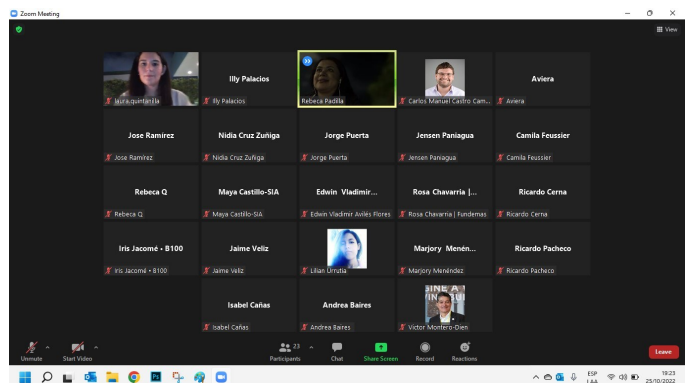 Zoom Meeting
View
laura.quintanilla
Illy Palacios
Illy Palacios
Rebeca Padilla
Carlos Manuel Castro Cam...
Aviera
Aviera
Jose Ramírez
Jose Ramírez
Nidia Cruz Zuñiga
Nidia Cruz Zuñiga
Jorge Puerta
Jorge Puerta
Jensen Paniagua
Jensen Paniagua
Camila Feussier
Camila Feussier
Rebeca Q
Rebeca Q
Maya Castillo-SIA
Maya Castillo-SIA
Edwin Vladimir...
Edwin Vladimir Avilés Flores
Rosa Chavarria |...
Rosa Chavarria | Fundemas
Ricardo Cerna
Ricardo Cerna
Iris Jacomé • B100
Iris Jacomé • B100
Jaime Veliz
Jaime Veliz
Lilian Urrutia
Marjory Menén...
Marjory Menéndez
Ricardo Pacheco
Ricardo Pacheco
Isabel Cañas
Isabel Cañas
Andrea Baires
Andrea Baires
Victor Montero-Dien
Unmute
Start Video
23
Participants
Chat
Share Screen
Record
Reactions
Leave
Ps
ESP
LAA
19:23
25/10/2022